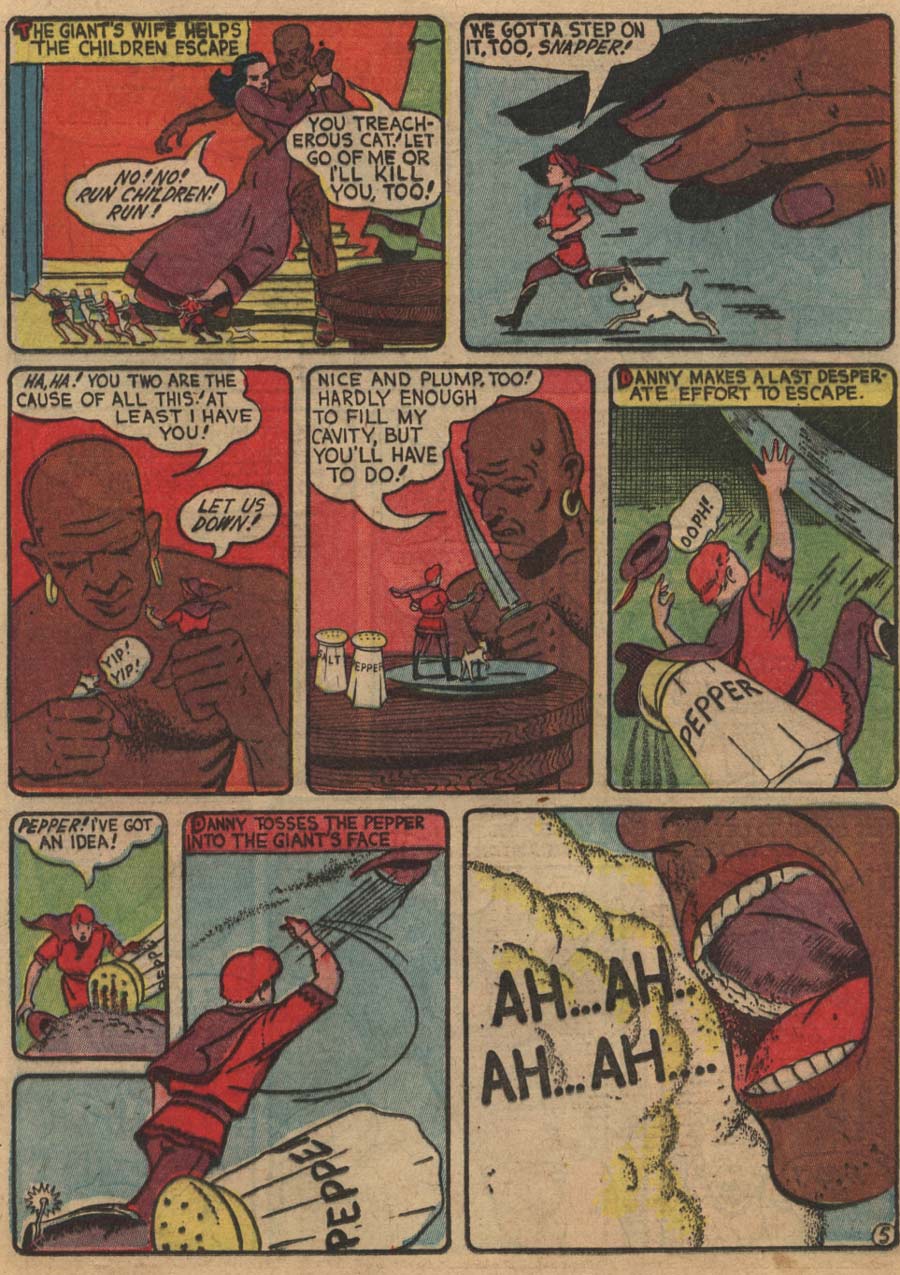 THE GIANT'S WIFE HELPS
THE CHILDREN ESCAPE
NO! NO!
RUN CHILDREN!
RUN!
YOU TREACH-
EROUS CAT! LET
GO OF ME OR
I'LL KILL
YOU, TOO!
WE GOTTA STEP ON
IT, TOO, SNAPPER!
HA, HA! YOU TWO ARE THE
CAUSE OF ALL THIS! AT
LEAST I HAVE
YOU!
LET US
DOWN!
YIP!
YIP!
NICE AND PLUMP, TOO!
HARDLY ENOUGH
TO FILL MY
CAVITY, BUT
YOU'LL HAVE
TO DO!
SALT
PEPPER
DANNY MAKES A LAST DESPER-
ATE EFFORT TO ESCAPE.
OOPH!
PEPPER
PEPPER! I'VE GOT
AN IDEA!
PEPP
DANNY TOSSES THE PEPPER
INTO THE GIANT'S FACE
PEPPE
AH...AH..
AH...AH....
5